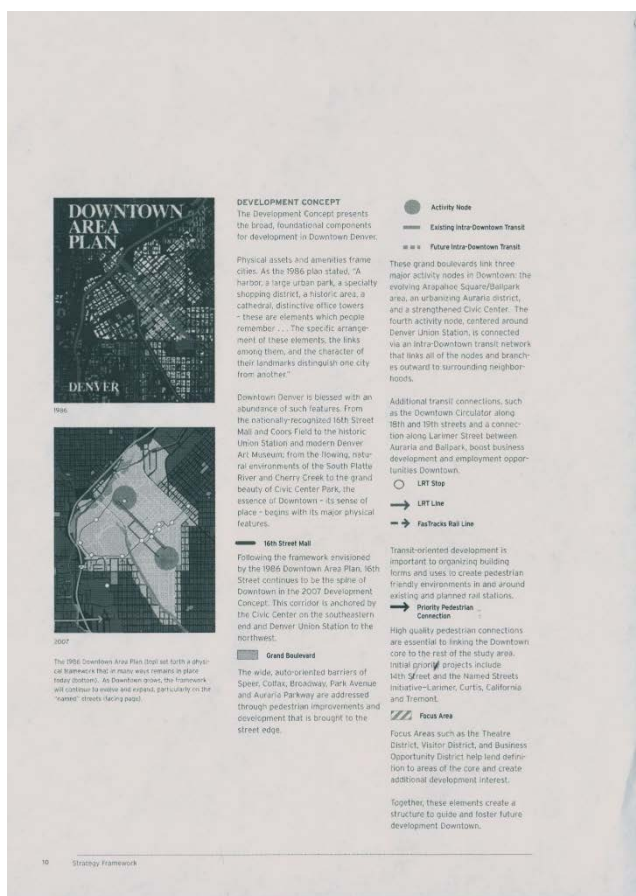 DOWNTOWN
AREA
PLAN
DENVER
1986
2007
The 1986 Downtown Area Plan (top) set forth a physi-
cal framework that in many ways remains in place
today (bottom). As Downtown grows, the framework
will continue to evolve and expand, particularly on the
"named" streets (facing page).
DEVELOPMENT CONCEPT
The Development Concept presents
the broad, foundational components
for development in Downtown Denver.
Physical assets and amenities frame
cities. As the 1986 plan stated, "A
harbor, a large urban park, a specialty
shopping district, a historic area, a
cathedral, distinctive office towers
– these are elements which people
remember . . . The specific arrange-
ment of these elements, the links
among them, and the character of
their landmarks distinguish one city
from another."
Downtown Denver is blessed with an
abundance of such features. From
the nationally-recognized 16th Street
Mall and Coors Field to the historic
Union Station and modern Denver
Art Museum; from the flowing, natu-
ral environments of the South Platte
River and Cherry Creek to the grand
beauty of Civic Center Park, the
essence of Downtown – its sense of
place – begins with its major physical
features.
16th Street Mall
Following the framework envisioned
by the 1986 Downtown Area Plan, 16th
Street continues to be the spine of
Downtown in the 2007 Development
Concept. This corridor is anchored by
the Civic Center on the southeastern
end and Denver Union Station to the
northwest.
Grand Boulevard
The wide, auto-oriented barriers of
Speer, Colfax, Broadway, Park Avenue
and Auraria Parkway are addressed
through pedestrian improvements and
development that is brought to the
street edge.
Activity Node
Existing Intra-Downtown Transit
Future Intra-Downtown Transit
These grand boulevards link three
major activity nodes in Downtown: the
evolving Arapahoe Square/Ballpark
area, an urbanizing Auraria district,
and a strengthened Civic Center. The
fourth activity node, centered around
Denver Union Station, is connected
via an Intra-Downtown transit network
that links all of the nodes and branch-
es outward to surrounding neighbor-
hoods.
Additional transit connections, such
as the Downtown Circulator along
18th and 19th streets and a connec-
tion along Larimer Street between
Auraria and Ballpark, boost business
development and employment oppor-
tunities Downtown.
LRT Stop
LRT Line
FasTracks Rail Line
Transit-oriented development is
important to organizing building
forms and uses to create pedestrian
friendly environments in and around
existing and planned rail stations.
Priority Pedestrian
Connection
High quality pedestrian connections
are essential to linking the Downtown
core to the rest of the study area.
Initial priority projects include
14th Street and the Named Streets
Initiative–Larimer, Curtis, California
and Tremont.
Focus Area
Focus Areas such as the Theatre
District, Visitor District, and Business
Opportunity District help lend defini-
tion to areas of the core and create
additional development interest.
Together, these elements create a
structure to guide and foster future
development Downtown.
10 Strategy Framework